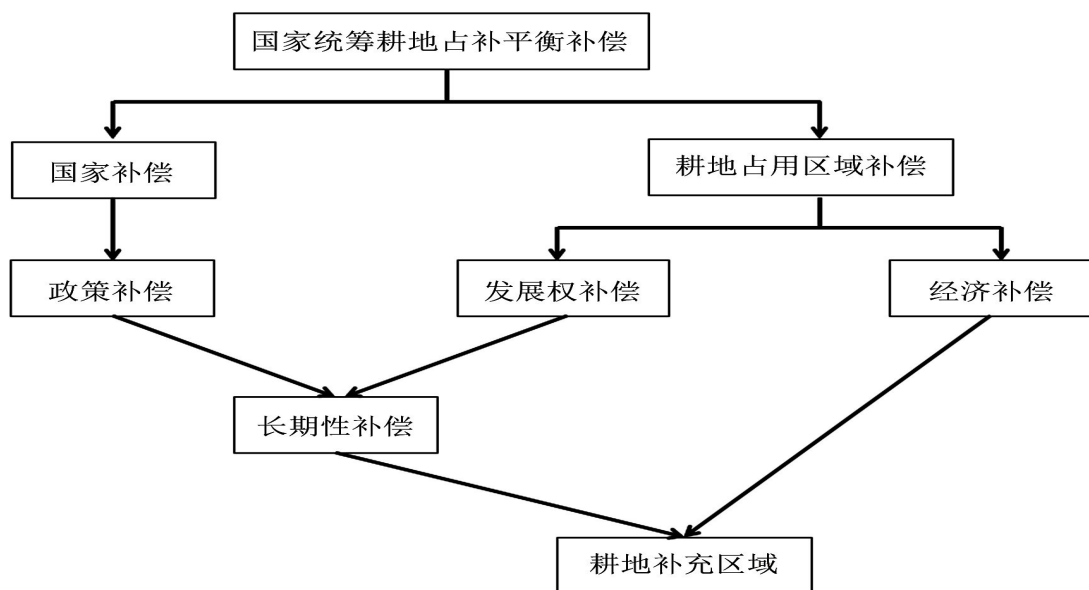 国家统筹耕地占补平衡补偿
国家补偿
耕地占用区域补偿
政策补偿
发展权补偿
经济补偿
长期性补偿
耕地补充区域